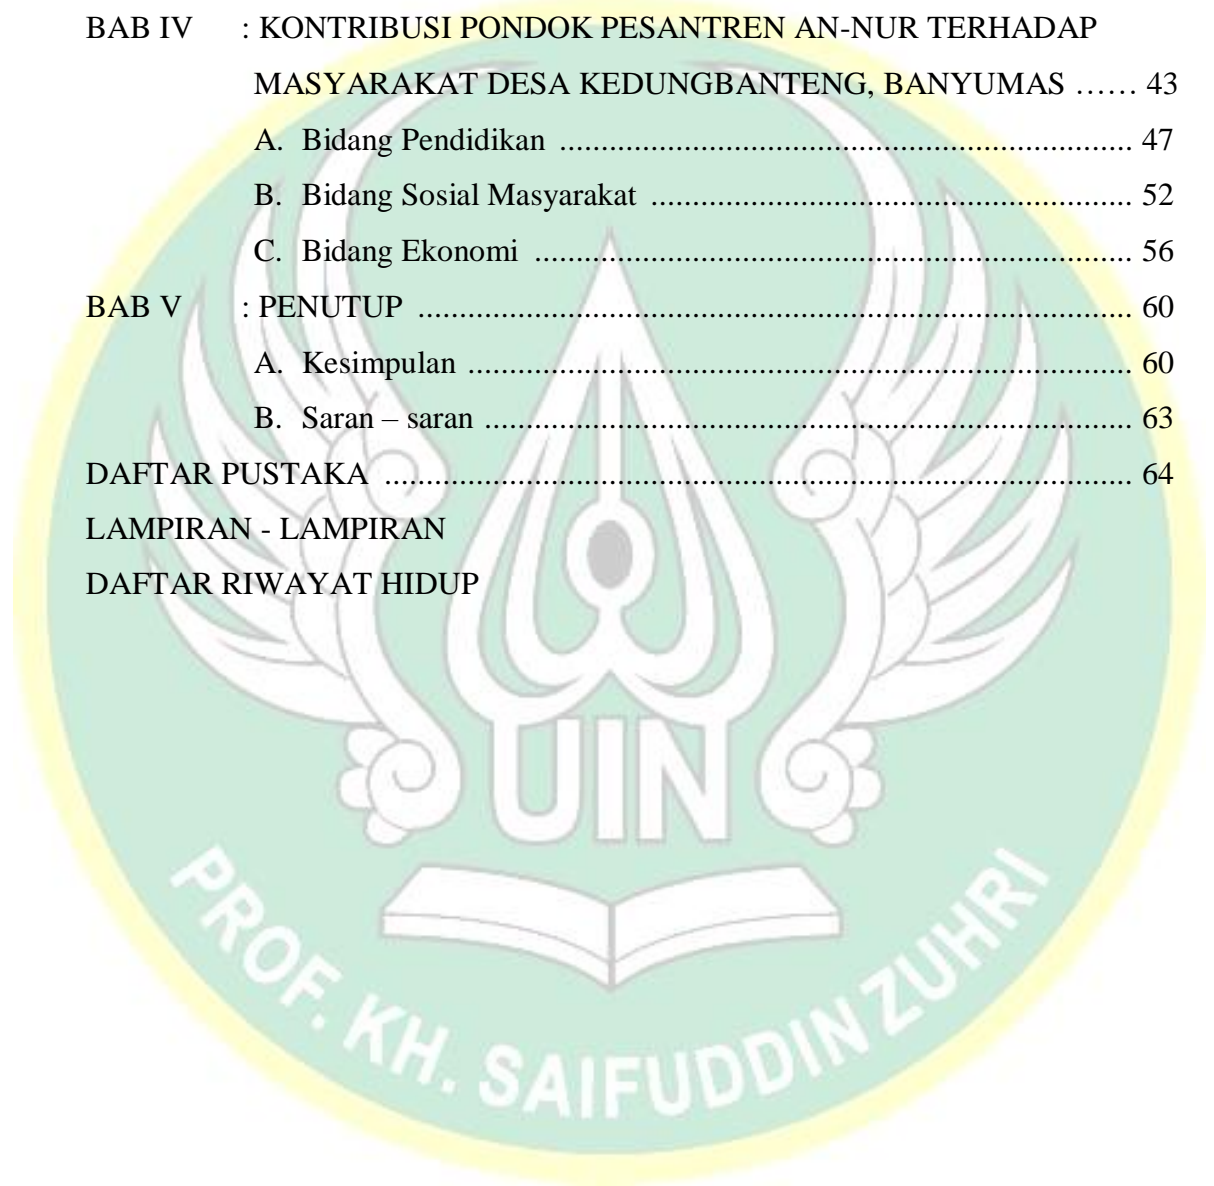 BAB IV : KONTRIBUSI PONDOK PESANTREN AN-NUR TERHADAP
MASYARAKAT DESA KEDUNGBANTENG, BANYUMAS ...... 43
A. Bidang Pendidikan ..................................................................... 47
B. Bidang Sosial Masyarakat .......................................................... 52
C. Bidang Ekonomi ........................................................................ 56
BAB V : PENUTUP ...................................................................................... 60
A. Kesimpulan ................................................................................ 60
B. Saran – saran .............................................................................. 63
DAFTAR PUSTAKA .......................................................................................... 64
LAMPIRAN - LAMPIRAN
DAFTAR RIWAYAT HIDUP
UIN
PROF. KH. SAIFUDDIN ZUHRI